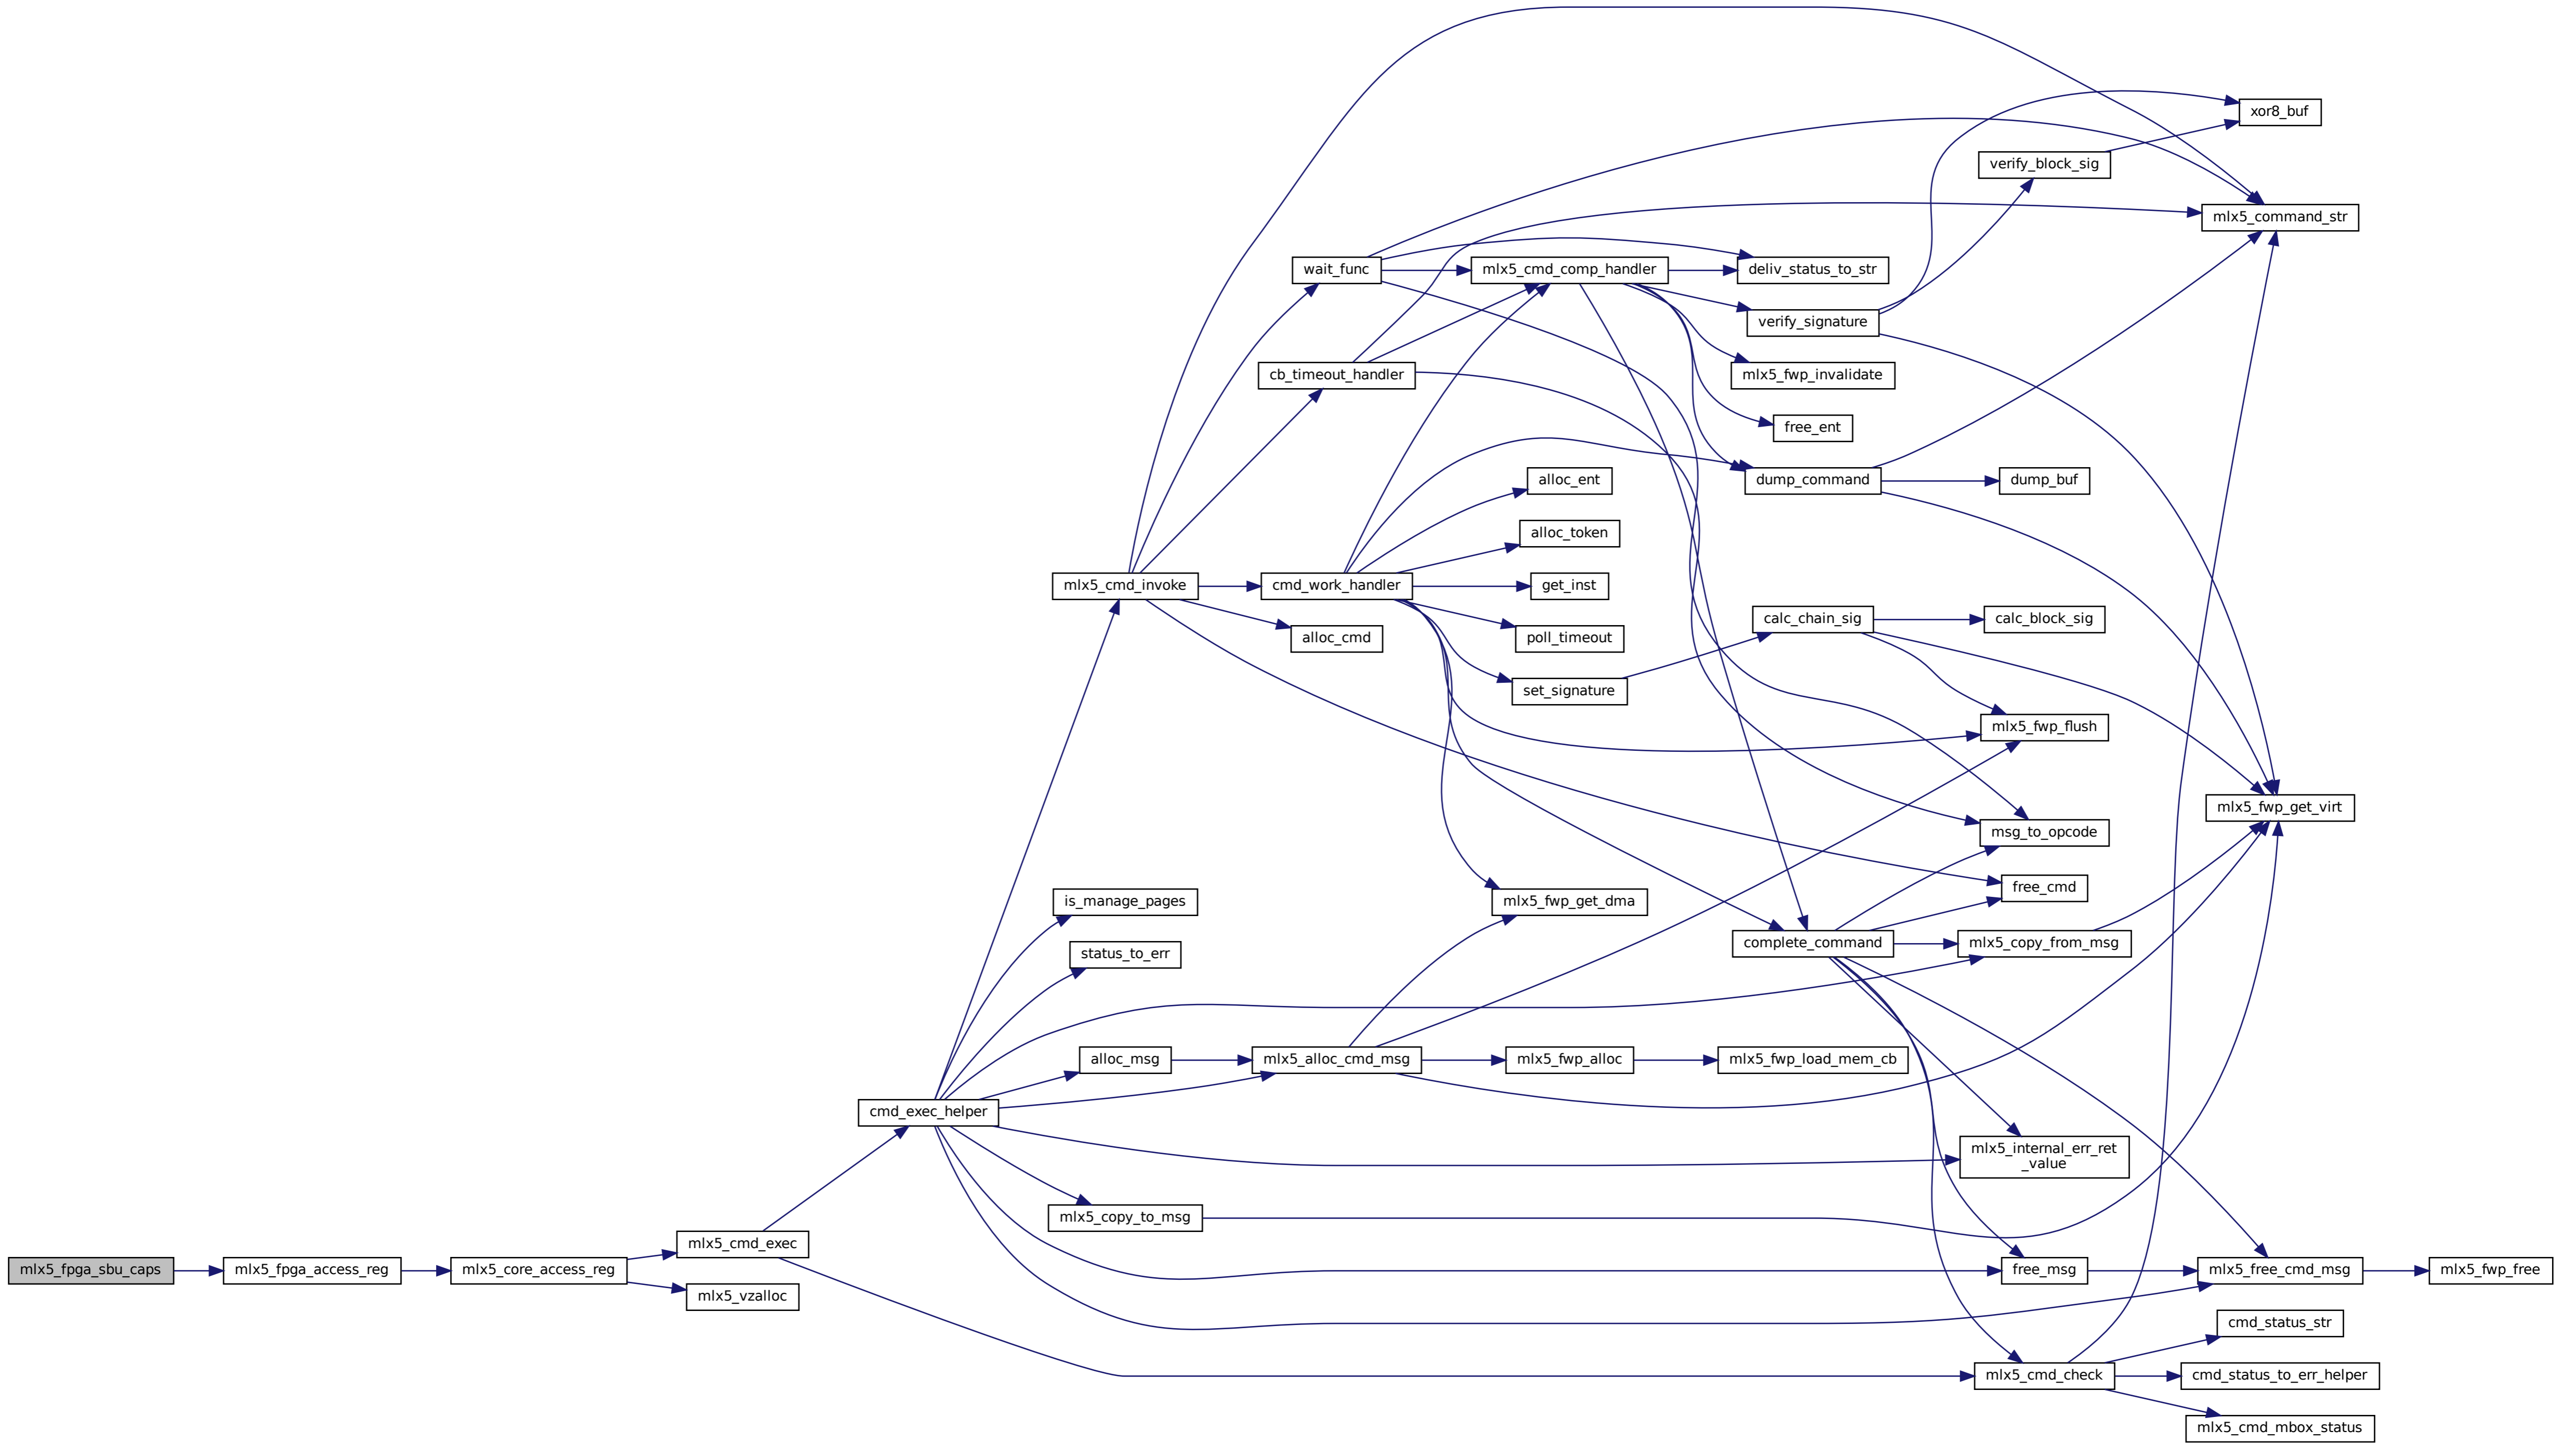 xor8_buf
verify_block_sig
mlx5_command_str
wait_func
mlx5_cmd_comp_handler
deliv_status_to_str
verify_signature
cb_timeout_handler
mlx5_fwp_invalidate
free_ent
alloc_ent
dump_command
dump_buf
alloc_token
mlx5_cmd_invoke
cmd_work_handler
get_inst
calc_chain_sig
calc_block_sig
alloc_cmd
poll_timeout
set_signature
mlx5_fwp_flush
mlx5_fwp_get_virt
msg_to_opcode
free_cmd
is_manage_pages
mlx5_fwp_get_dma
complete_command
mlx5_copy_from_msg
status_to_err
alloc_msg
mlx5_alloc_cmd_msg
mlx5_fwp_alloc
mlx5_fwp_load_mem_cb
cmd_exec_helper
mlx5_internal_err_ret
_value
mlx5_copy_to_msg
mlx5_cmd_exec
mlx5_fpga_sbu_caps
mlx5_fpga_access_reg
mlx5_core_access_reg
free_msg
mlx5_free_cmd_msg
mlx5_fwp_free
mlx5_vzalloc
cmd_status_str
mlx5_cmd_check
cmd_status_to_err_helper
mlx5_cmd_mbox_status